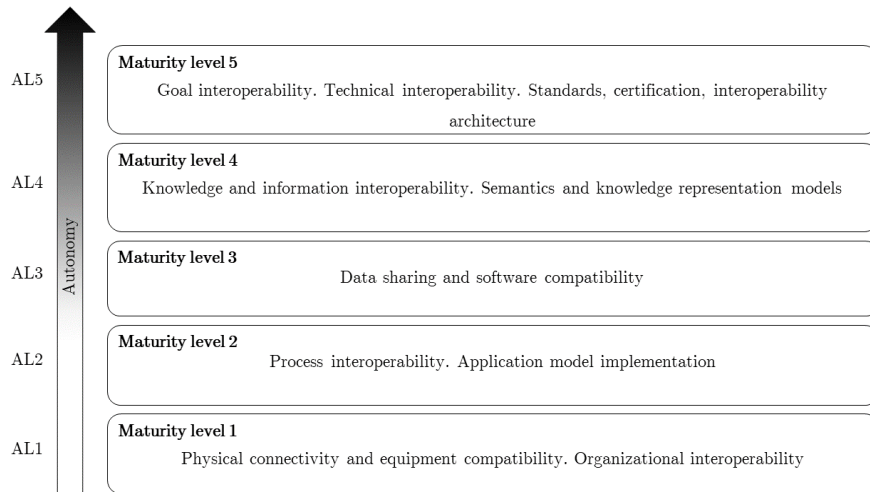 AL5
Maturity level 5
Goal interoperability. Technical interoperability. Standards, certification, interoperability
architecture
AL4
Maturity level 4
Knowledge and information interoperability. Semantics and knowledge representation models
Autonomy
AL3
Maturity level 3
Data sharing and software compatibility
AL2
Maturity level 2
Process interoperability. Application model implementation
AL1
Maturity level 1
Physical connectivity and equipment compatibility. Organizational interoperability